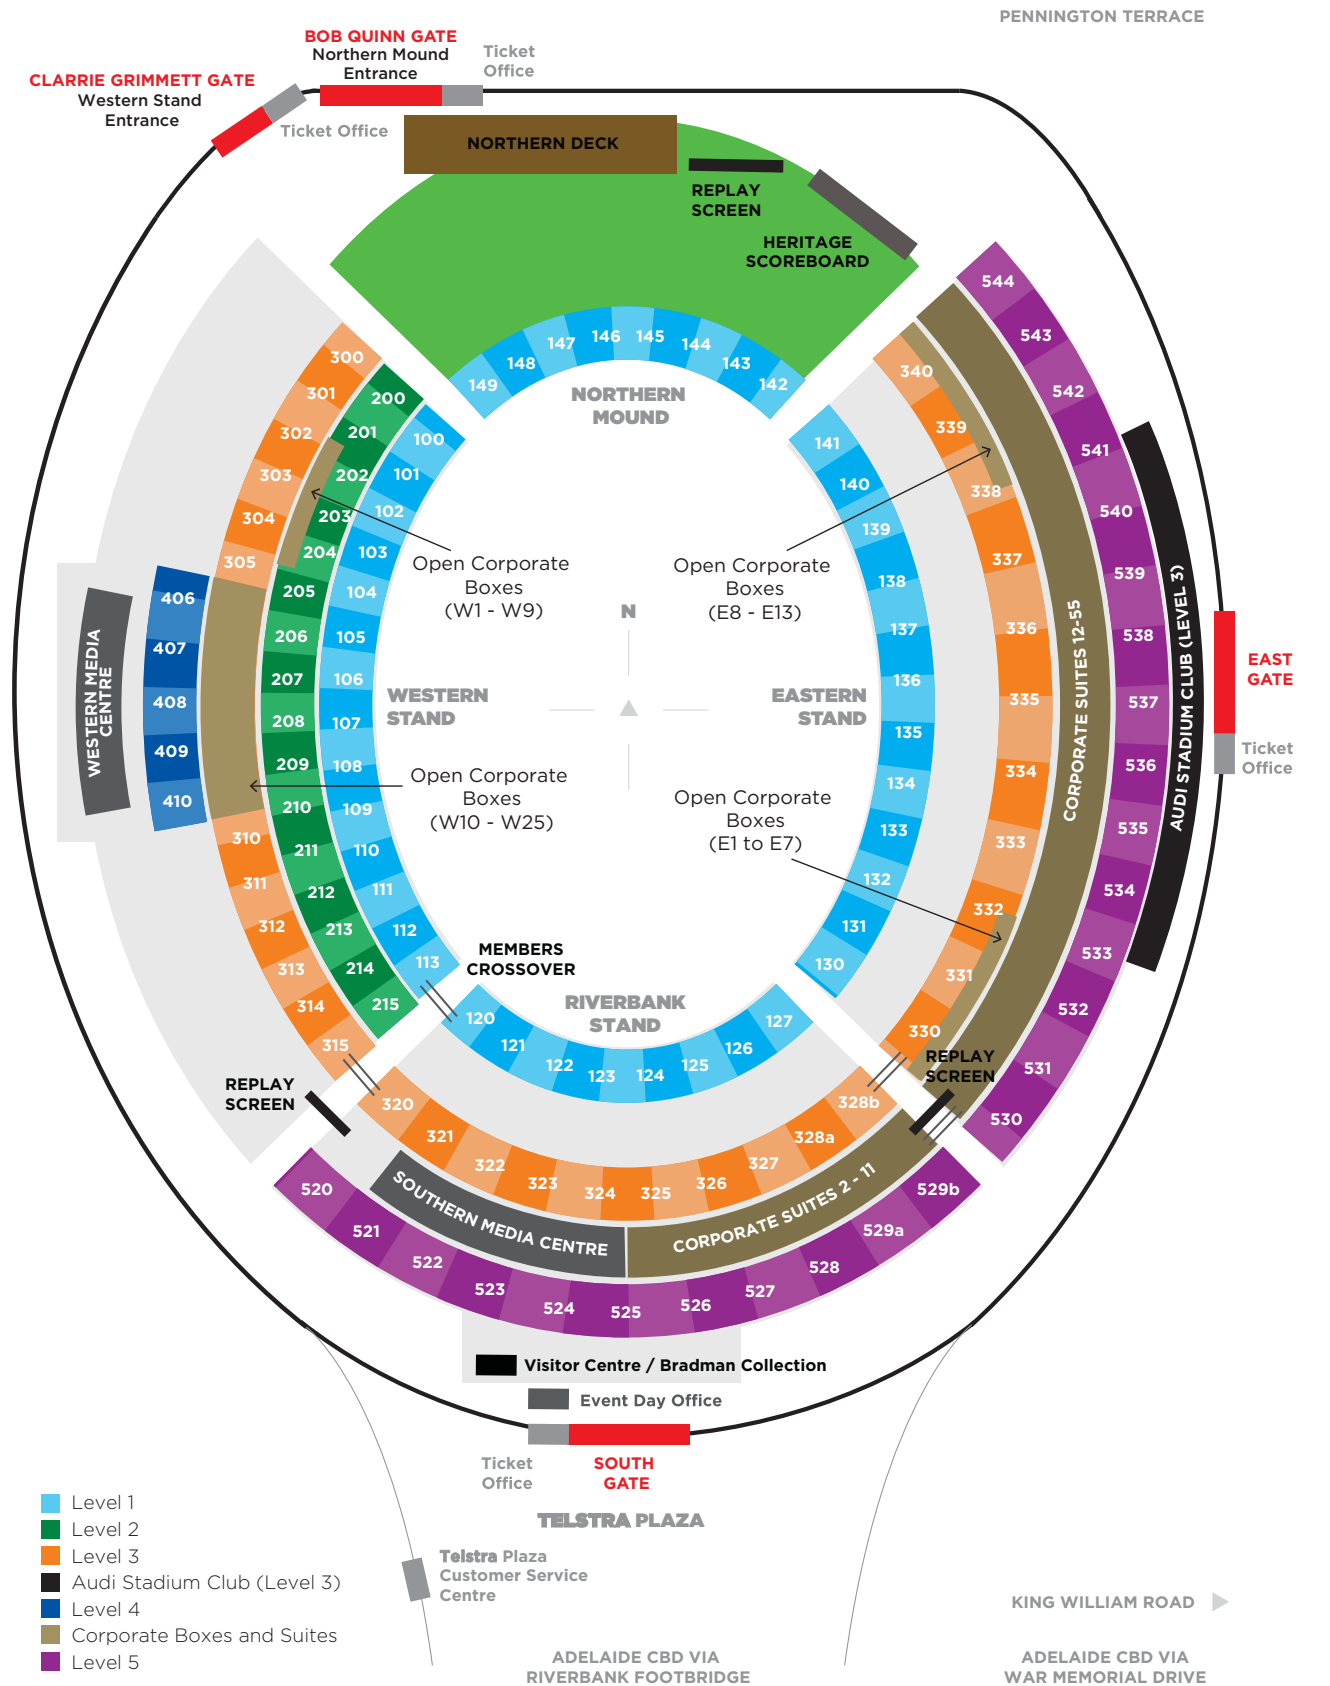 PENNINGTON TERRACE
BOB QUINN GATE
Northern Mound
Entrance
Ticket
Office
CLARRIE GRIMMETT GATE
Western Stand
Entrance
Ticket Office
NORTHERN DECK
REPLAY
SCREEN
HERITAGE
SCOREBOARD
149
148
147
146
145
144
143
142
NORTHERN
MOUND
300
301
302
303
304
305
310
311
312
313
314
315
200
201
202
203
204
205
206
207
208
209
210
211
212
213
214
215
100
101
102
103
104
105
106
107
108
109
110
111
112
113
406
407
408
409
410
WESTERN MEDIA
CENTRE
Open Corporate
Boxes
(W1 - W9)
WESTERN
STAND
Open Corporate
Boxes
(W10 - W25)
N
Open Corporate
Boxes
(E8 - E13)
EASTERN
STAND
Open Corporate
Boxes
(E1 to E7)
141
140
139
138
137
136
135
134
133
132
131
130
340
339
338
337
336
335
334
333
332
331
330
CORPORATE SUITES 12-55
544
543
542
541
540
539
538
537
536
535
534
533
532
531
530
AUDI STADIUM CLUB (LEVEL 3)
EAST
GATE
Ticket
Office
MEMBERS
CROSSOVER
RIVERBANK
STAND
120
121
122
123
124
125
126
127
REPLAY
SCREEN
REPLAY
SCREEN
320
321
322
323
324
325
326
327
328a
328b
SOUTHERN MEDIA CENTRE
CORPORATE SUITES 2 - 11
520
521
522
523
524
525
526
527
528
529a
529b
Visitor Centre / Bradman Collection
Event Day Office
Ticket
Office
SOUTH
GATE
TELSTRA PLAZA
Telstra Plaza
Customer Service
Centre
Level 1
Level 2
Level 3
Audi Stadium Club (Level 3)
Level 4
Corporate Boxes and Suites
Level 5
KING WILLIAM ROAD
ADELAIDE CBD VIA
RIVERBANK FOOTBRIDGE
ADELAIDE CBD VIA
WAR MEMORIAL DRIVE